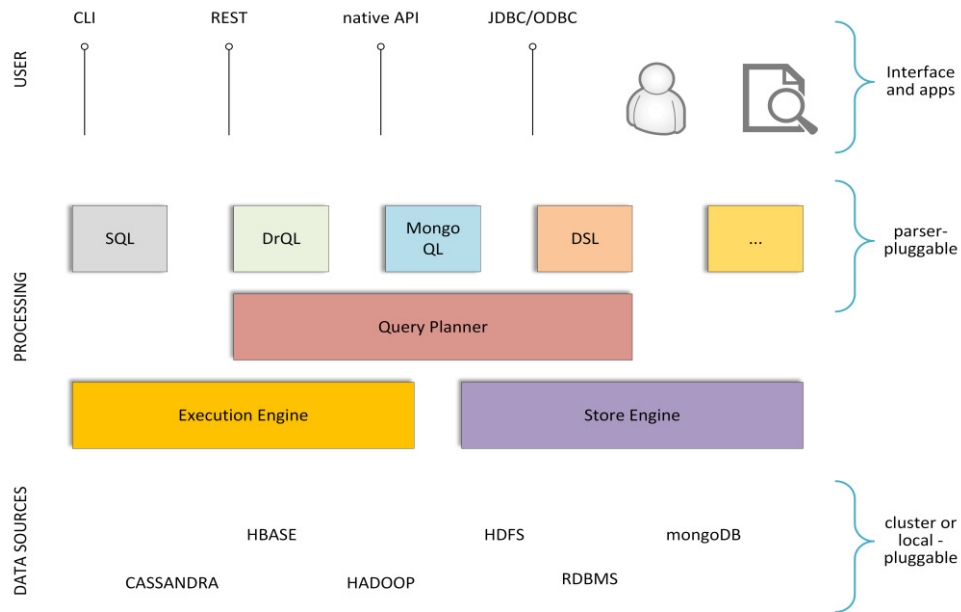 CLI
REST
native API
JDBC/ODBC
USER
Interface
and apps
SQL
DrQL
Mongo
QL
DSL
...
parser-
pluggable
PROCESSING
Query Planner
Execution Engine
Store Engine
DATA SOURCES
HBASE
HDFS
mongoDB
CASSANDRA
HADOOP
RDBMS
cluster or
local -
pluggable